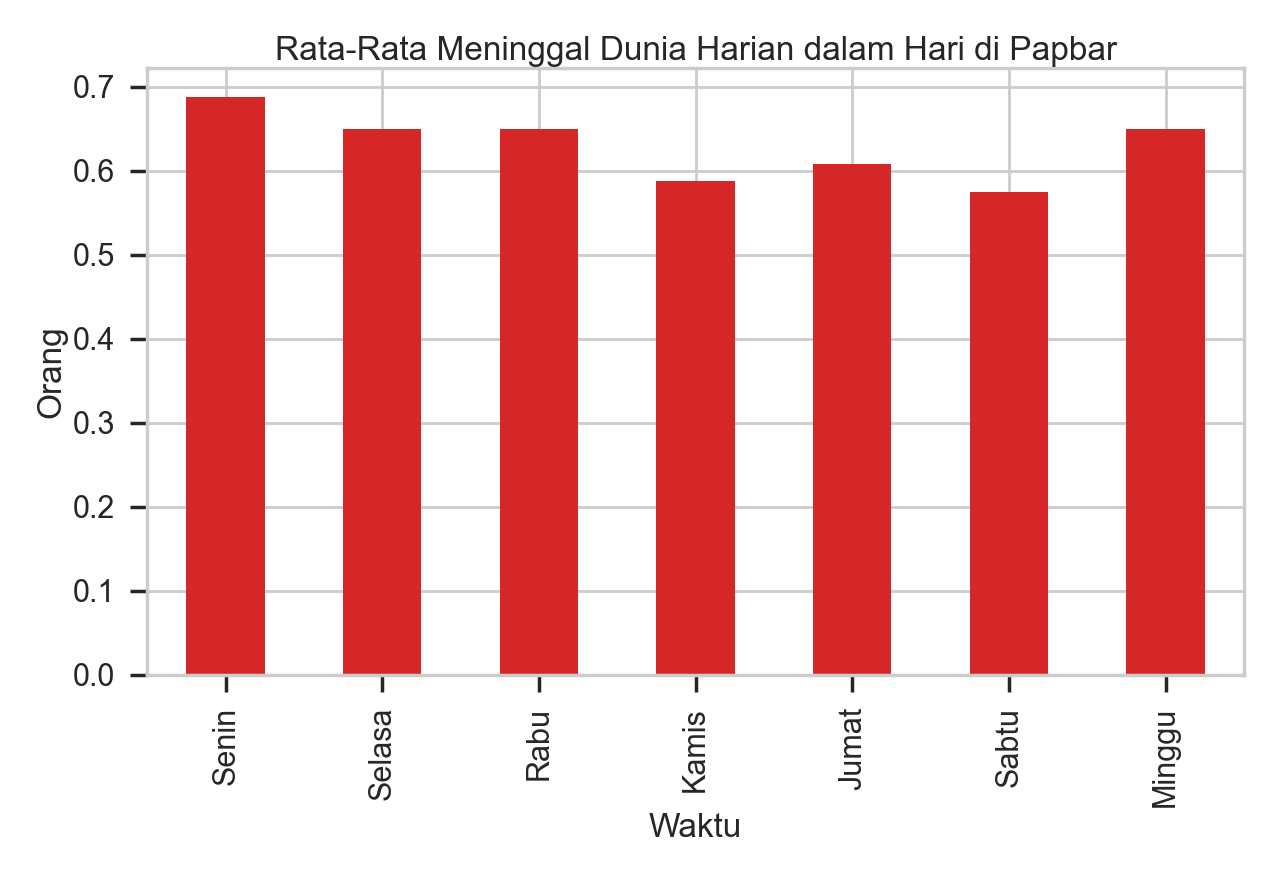 Rata-Rata Meninggal Dunia Harian dalam Hari di Papbar
0.7
0.6
0.5
0.4
0.3
0.2
0.1
0.0
Orang
Senin
Selasa
Rabu
Kamis
Jumat
Sabtu
Minggu
Waktu